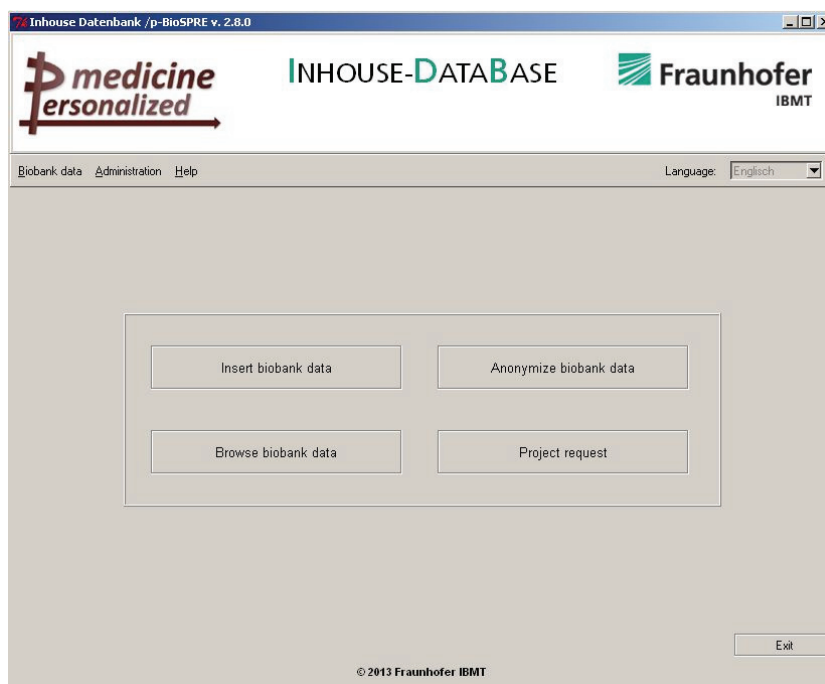 Inhouse Datenbank /p-BioSPRE v. 2.8.0
p medicine
ersonalized
INHOUSE-DATABASE
Fraunhofer
IBMT
Biobank data Administration Help Language: Englisch
Insert biobank data Anonymize biobank data
Browse biobank data Project request
Exit
© 2013 Fraunhofer IBMT